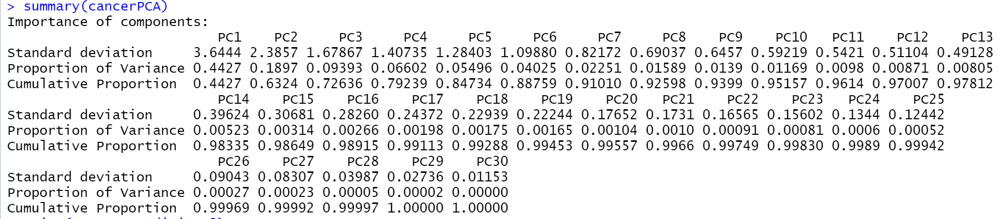 > summary(cancerPCA)
Importance of components:
PC1 PC2 PC3 PC4 PC5 PC6 PC7 PC8 PC9 PC10 PC11 PC12 PC13
Standard deviation 3.6444 2.3857 1.67867 1.40735 1.28403 1.09880 0.82172 0.69037 0.6457 0.59219 0.5421 0.51104 0.49128
Proportion of Variance 0.4427 0.1897 0.09393 0.06602 0.05496 0.04025 0.02251 0.01589 0.0139 0.01169 0.0098 0.00871 0.00805
Cumulative Proportion 0.4427 0.6324 0.72636 0.79239 0.84734 0.88759 0.91010 0.92598 0.9399 0.95157 0.9614 0.97007 0.97812
PC14 PC15 PC16 PC17 PC18 PC19 PC20 PC21 PC22 PC23 PC24 PC25
Standard deviation 0.39624 0.30681 0.28260 0.24372 0.22939 0.22244 0.17652 0.1731 0.16565 0.15602 0.1344 0.12442
Proportion of Variance 0.00523 0.00314 0.00266 0.00198 0.00175 0.00165 0.00104 0.0010 0.00091 0.00081 0.0006 0.00052
Cumulative Proportion 0.98335 0.98649 0.98915 0.99113 0.99288 0.99453 0.99557 0.9966 0.99749 0.99830 0.9989 0.99942
PC26 PC27 PC28 PC29 PC30
Standard deviation 0.09043 0.08307 0.03987 0.02736 0.01153
Proportion of Variance 0.00027 0.00023 0.00005 0.00002 0.00000
Cumulative Proportion 0.99969 0.99992 0.99997 1.00000 1.00000